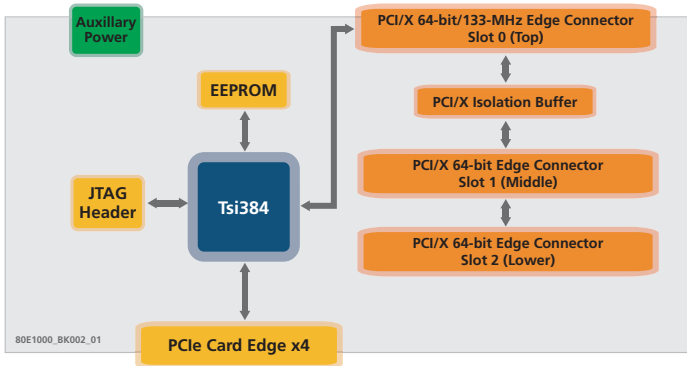 Auxillary
Power
PCI/X 64-bit/133-MHz Edge Connector
Slot 0 (Top)
EEPROM
PCI/X Isolation Buffer
JTAG
Header
Tsi384
PCI/X 64-bit Edge Connector
Slot 1 (Middle)
PCI/X 64-bit Edge Connector
Slot 2 (Lower)
80E1000_BK002_01
PCIe Card Edge x4